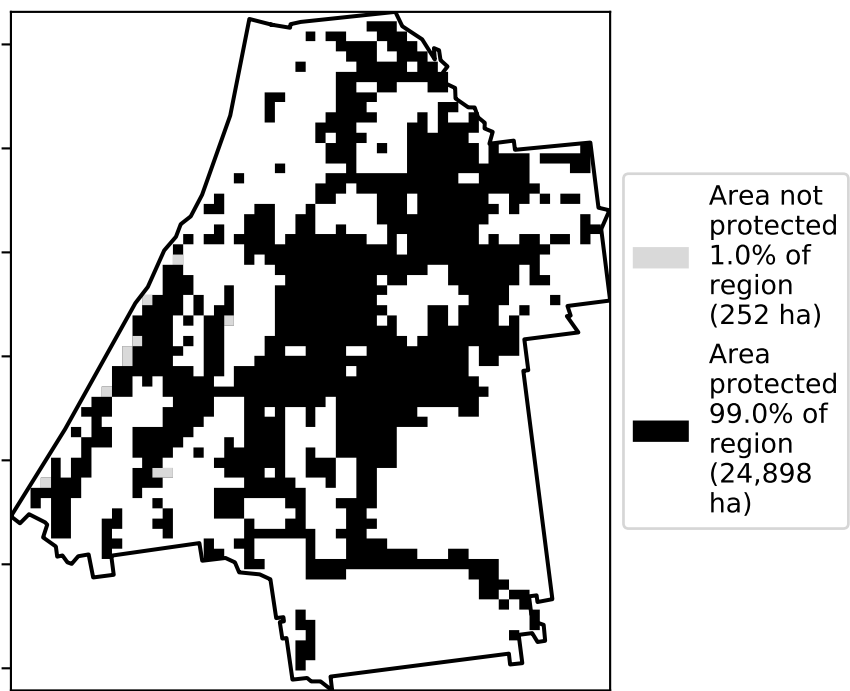 Area not
protected
1.0% of
region
(252 ha)
Area
protected
99.0% of
region
(24,898
ha)